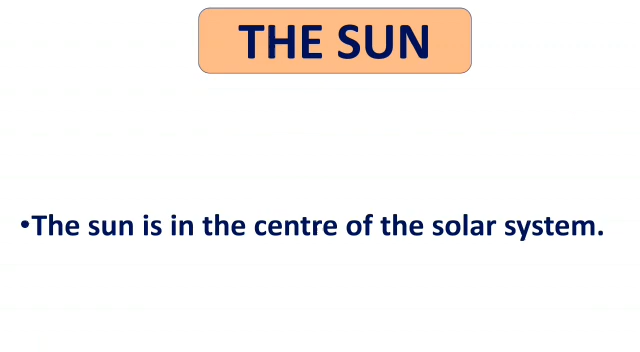 THE SUN
•The sun is in the centre of the solar system.